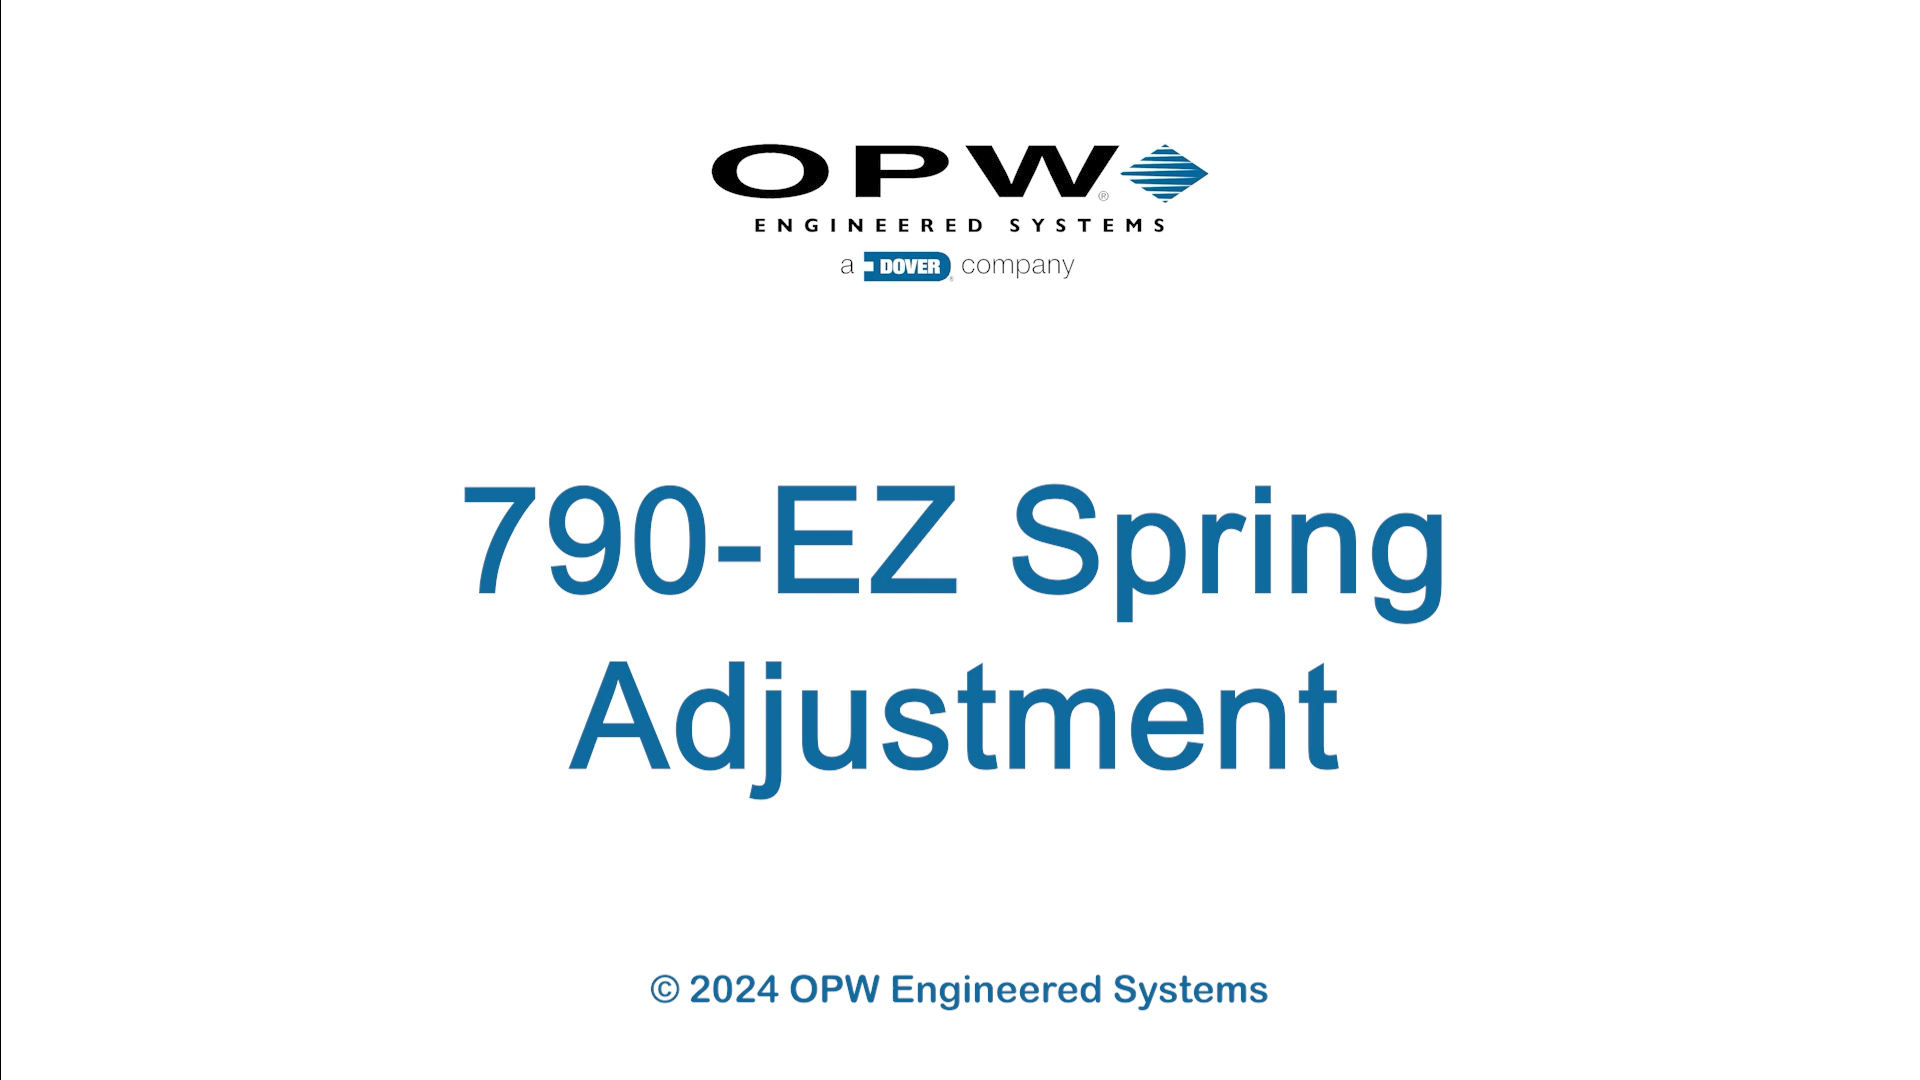 OPW®
ENGINEERED SYSTEMS
a DOVER® company
790-EZ Spring
Adjustment
© 2024 OPW Engineered Systems